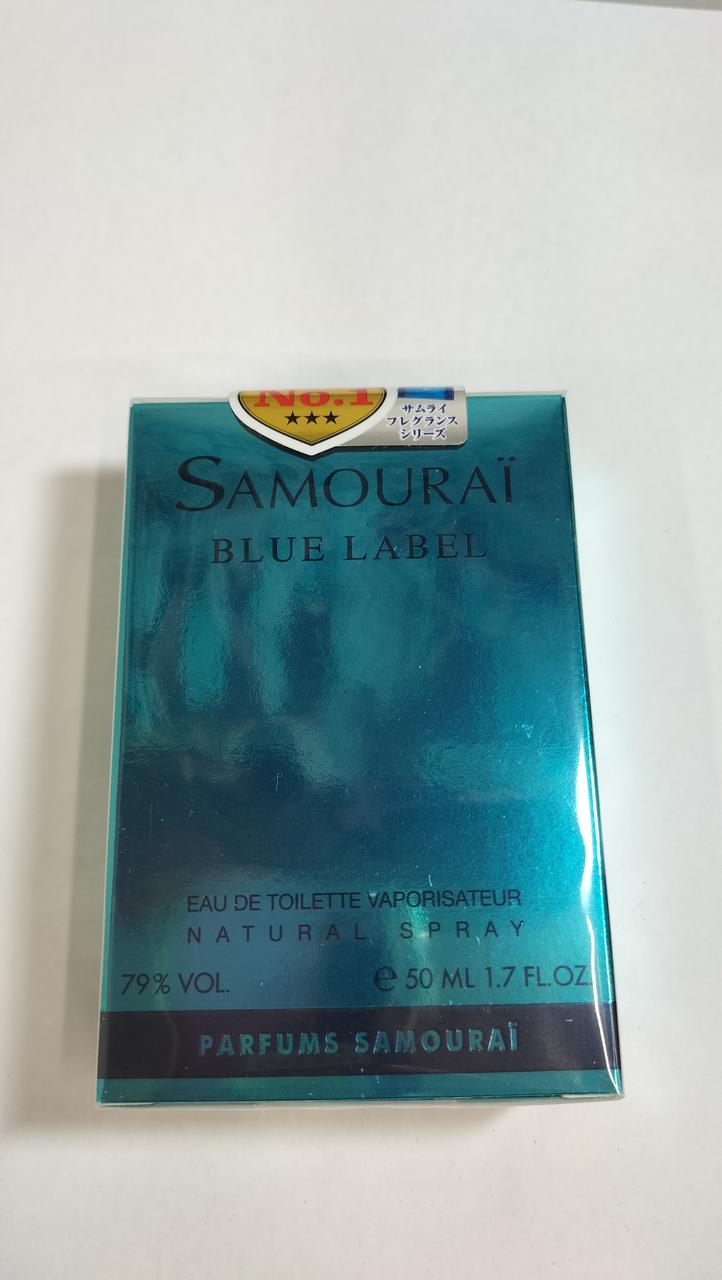 No.1
★★★
サムライ
フレグランス
シリーズ
SAMOURAÏ
BLUE LABEL
EAU DE TOILETTE VAPORISATEUR
NATURAL SPRAY
79% VOL.
℮ 50 ML 1.7 FL.OZ.
PARFUMS SAMOURAÏ